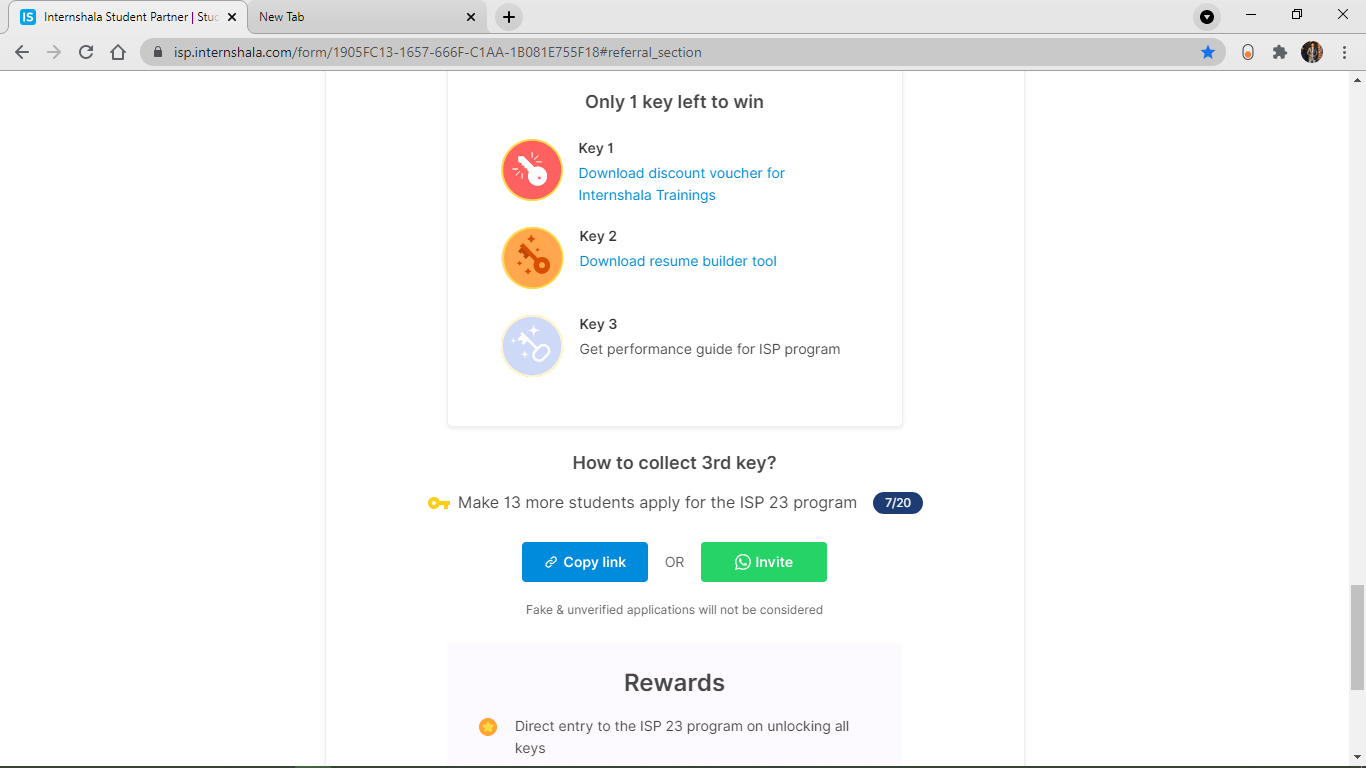 IS Internshala Student Partner | Stud
New Tab
isp.internshala.com/form/1905FC13-1657-666F-C1AA-1B081E755F18#referral_section
Only 1 key left to win
Key 1
Download discount voucher for
Internshala Trainings
Key 2
Download resume builder tool
Key 3
Get performance guide for ISP program
How to collect 3rd key?
Make 13 more students apply for the ISP 23 program 7/20
Copy link OR Invite
Fake & unverified applications will not be considered
Rewards
Direct entry to the ISP 23 program on unlocking all
keys